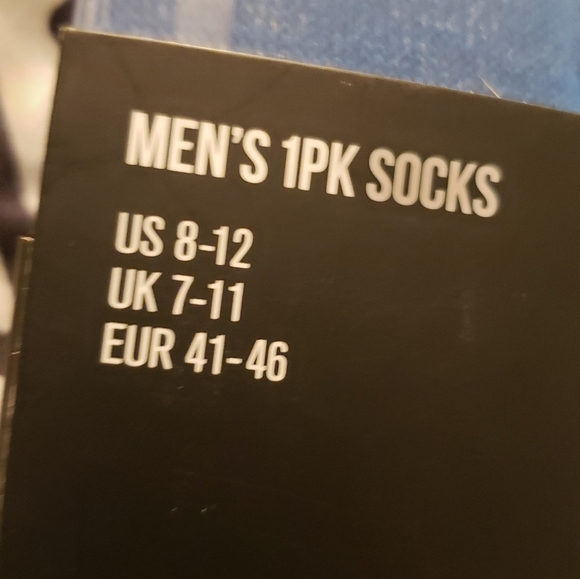 MEN'S 1PK SOCKS
US 8-12
UK 7-11
EUR 41-46